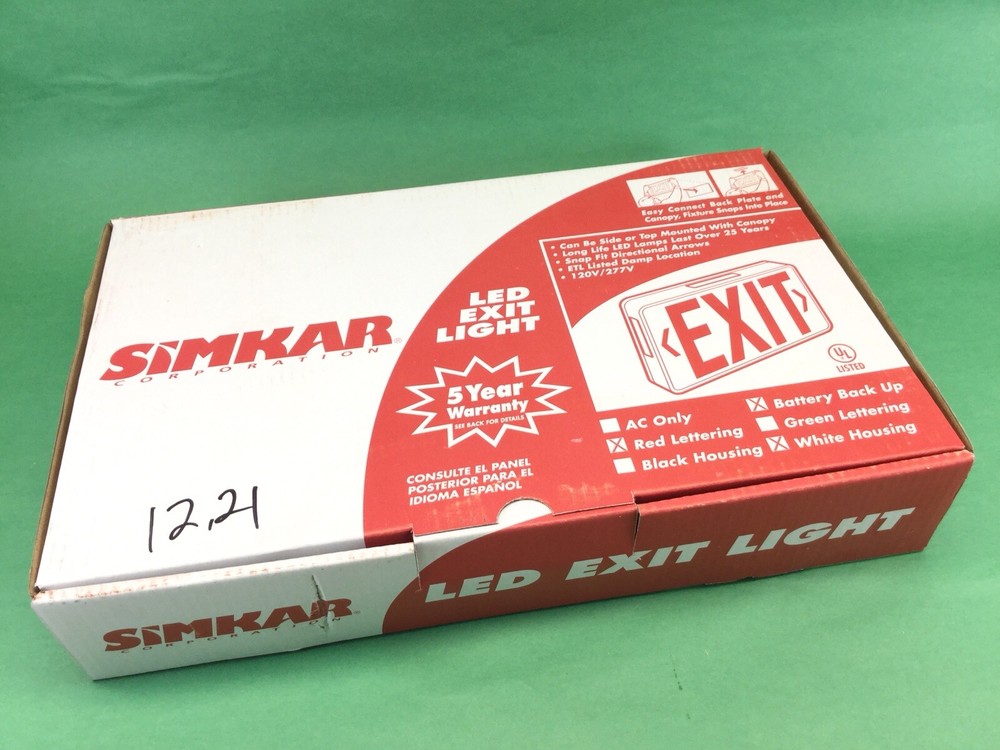 Easy Connect Back Plate and
Canopy, Fixture Snaps Into Place
• Can Be Side or Top Mounted With Canopy
• Long Life LED Lamps Last Over 25 Years
• Snap Fit Directional Arrows
• ETL Listed Damp Location
• 120V/277V
LED
EXIT
LIGHT
SIMKAR®
CORPORATION
EXIT
UL
LISTED
5 Year
Warranty
SEE BACK FOR DETAILS
AC Only
Battery Back Up
Red Lettering
Green Lettering
Black Housing
White Housing
CONSULTE EL PANEL
POSTERIOR PARA EL
IDIOMA ESPAÑOL
12,21
SIMKAR®
CORPORATION
LED EXIT LIGHT